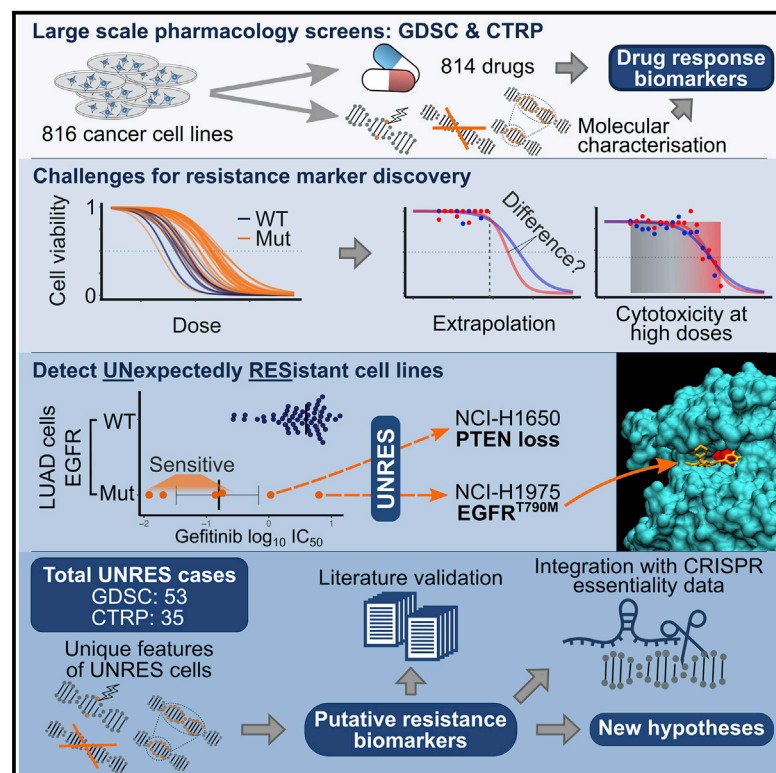 Large scale pharmacology screens: GDSC & CTRP
816 cancer cell lines
814 drugs
Molecular
characterisation
Drug response
biomarkers
Challenges for resistance marker discovery
Cell viability
1
0
WT
Mut
Dose
Difference?
Extrapolation
Cytotoxicity at
high doses
Detect UNexpectedly RESistant cell lines
LUAD cells
EGFR
WT
Mut
Sensitive
-2
-1
0
1
Gefitinib log10 IC50
UNRES
NCI-H1650
PTEN loss
NCI-H1975
EGFRT790M
Total UNRES cases
GDSC: 53
CTRP: 35
Unique features
of UNRES cells
Literature validation
Putative resistance
biomarkers
Integration with CRISPR
essentiality data
New hypotheses